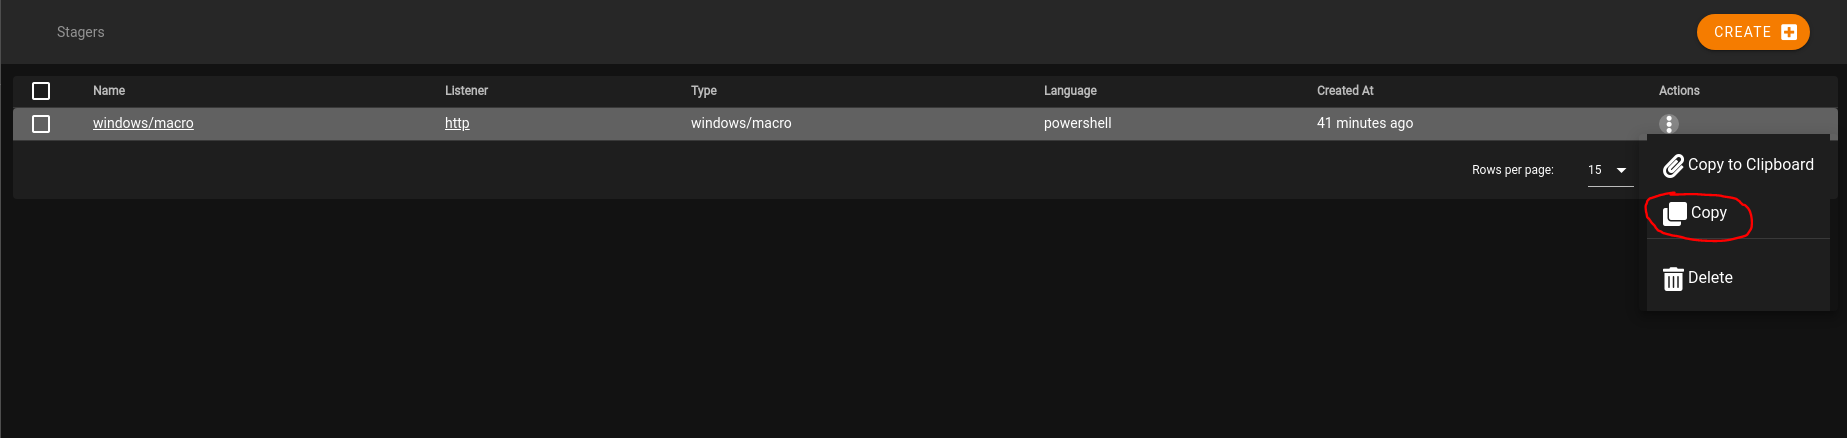 Stagers
CREATE
Name Listener Type Language Created At Actions
windows/macro http windows/macro powershell 41 minutes ago
Rows per page: 15
Copy to Clipboard
Copy
Delete